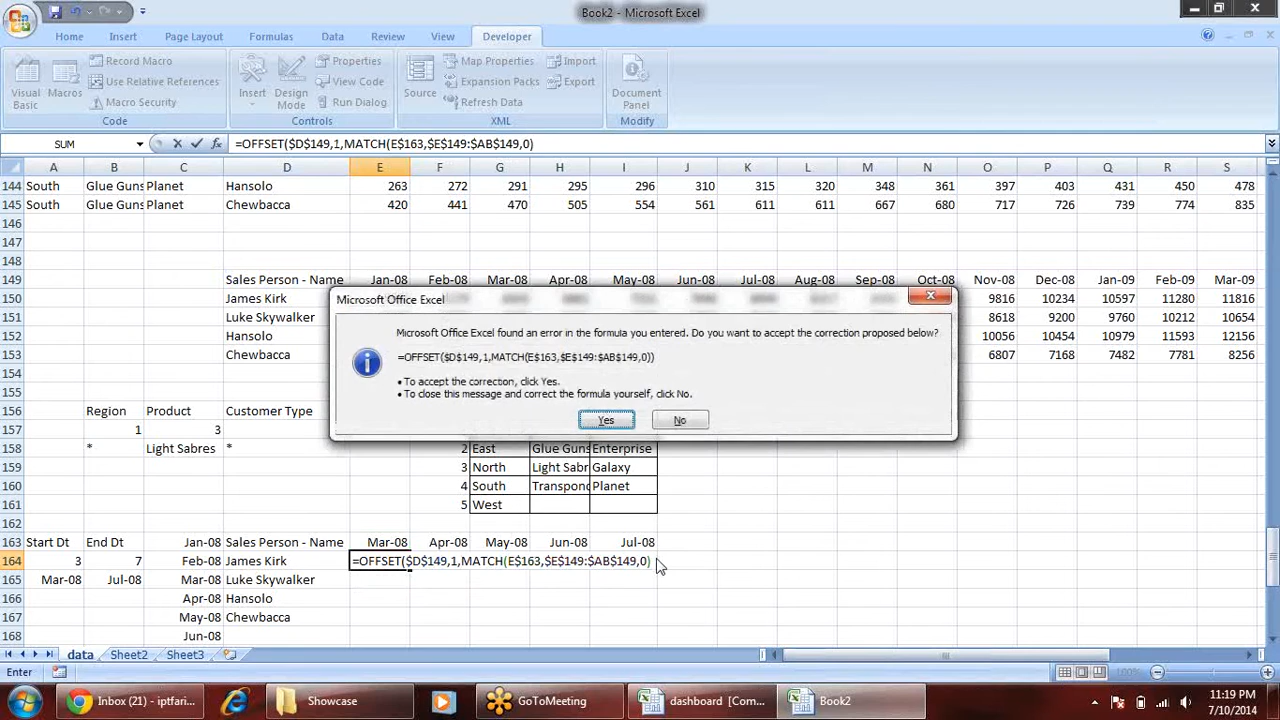 Book2 - Microsoft Excel
Home Insert Page Layout Formulas Data Review View Developer
Visual Basic Macros Record Macro Use Relative References Macro Security Code
Insert Design Mode Properties View Code Run Dialog Controls
Source Map Properties Expansion Packs Refresh Data Import Export XML
Document Panel Modify
SUM =OFFSET($D$149,1,MATCH(E$163,$E$149:$AB$149,0)
A B C D E F G H I J K L M N O P Q R S
144 South Glue Guns Planet Hansolo 263 272 291 295 296 310 315 320 348 361 397 403 431 450 478
145 South Glue Guns Planet Chewbacca 420 441 470 505 554 561 611 611 667 680 717 726 739 774 835
146
147
148
149 Sales Person - Name Jan-08 Feb-08 Mar-08 Apr-08 May-08 Jun-08 Jul-08 Aug-08 Sep-08 Oct-08 Nov-08 Dec-08 Jan-09 Feb-09 Mar-09
150 James Kirk 9816 10234 10597 11280 11816
151 Luke Skywalker 8618 9200 9760 10212 10654
152 Hansolo 10056 10454 10979 11593 12156
153 Chewbacca 6807 7168 7482 7781 8256
154
155
156 Region Product Customer Type
157 1 3
158 * Light Sabres * 2 East Glue Guns Enterprise
159 3 North Light Sabr Galaxy
160 4 South Transpond Planet
161 5 West
162
163 Start Dt End Dt Jan-08 Sales Person - Name Mar-08 Apr-08 May-08 Jun-08 Jul-08
164 3 7 Feb-08 James Kirk =OFFSET($D$149,1,MATCH(E$163,$E$149:$AB$149,0)
165 Mar-08 Jul-08 Mar-08 Luke Skywalker
166 Apr-08 Hansolo
167 May-08 Chewbacca
168 Jun-08
Microsoft Office Excel
Microsoft Office Excel found an error in the formula you entered. Do you want to accept the correction proposed below?
=OFFSET($D$149,1,MATCH(E$163,$E$149:$AB$149,0))
• To accept the correction, click Yes.
• To close this message and correct the formula yourself, click No.
Yes No
data Sheet2 Sheet3
Enter 100%
Inbox (21) - iptfari... Showcase GoToMeeting dashboard [Com... Book2
11:19 PM
7/10/2014